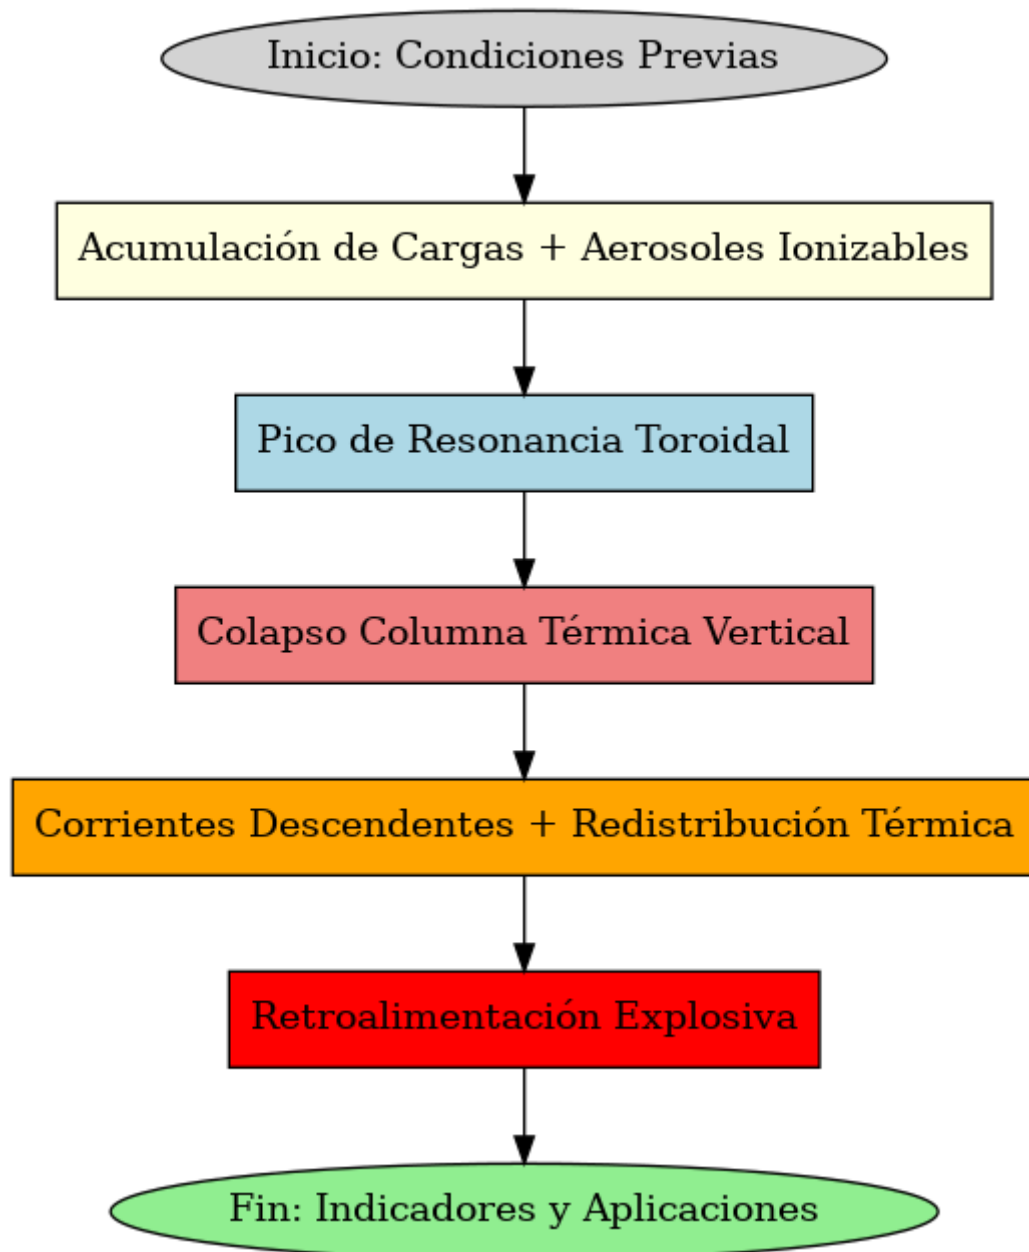 Inicio: Condiciones Previas
Acumulación de Cargas + Aerosoles Ionizables
Pico de Resonancia Toroidal
Colapso Columna Térmica Vertical
Corrientes Descendentes + Redistribución Térmica
Retroalimentación Explosiva
Fin: Indicadores y Aplicaciones